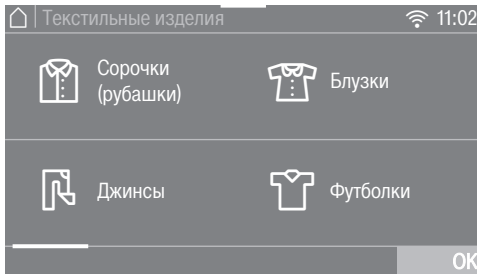 Текстильные изделия 11:02
Сорочки
(рубашки)
Блузки
Джинсы
Футболки
OK